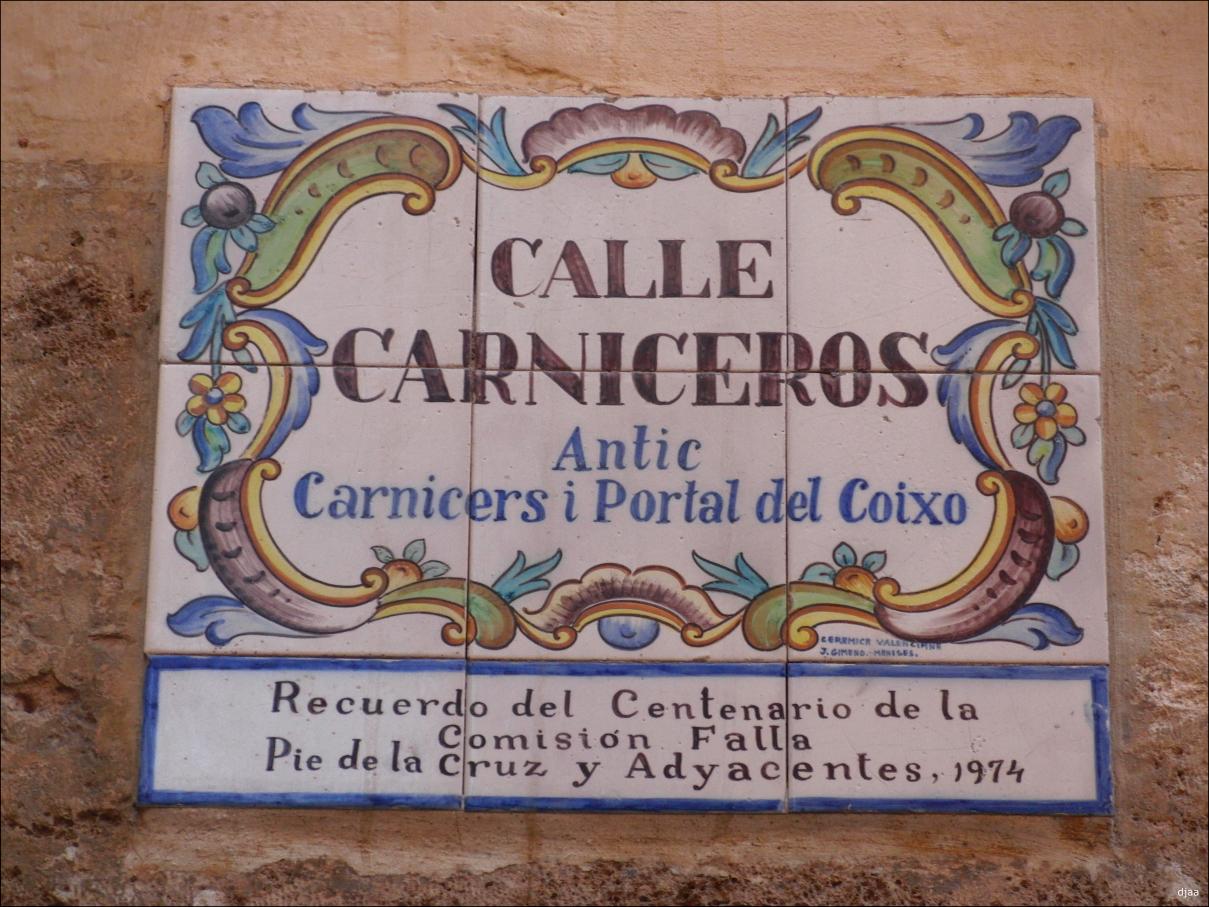 CALLE
CARNICEROS
Antic
Carnicers i Portal del Coixo
CERAMICA VALENCIANA
J. GIMENO.-MANISES.
Recuerdo del Centenario de la
Comisión Falla
Pie de la Cruz y Adyacentes, 1974
djaa